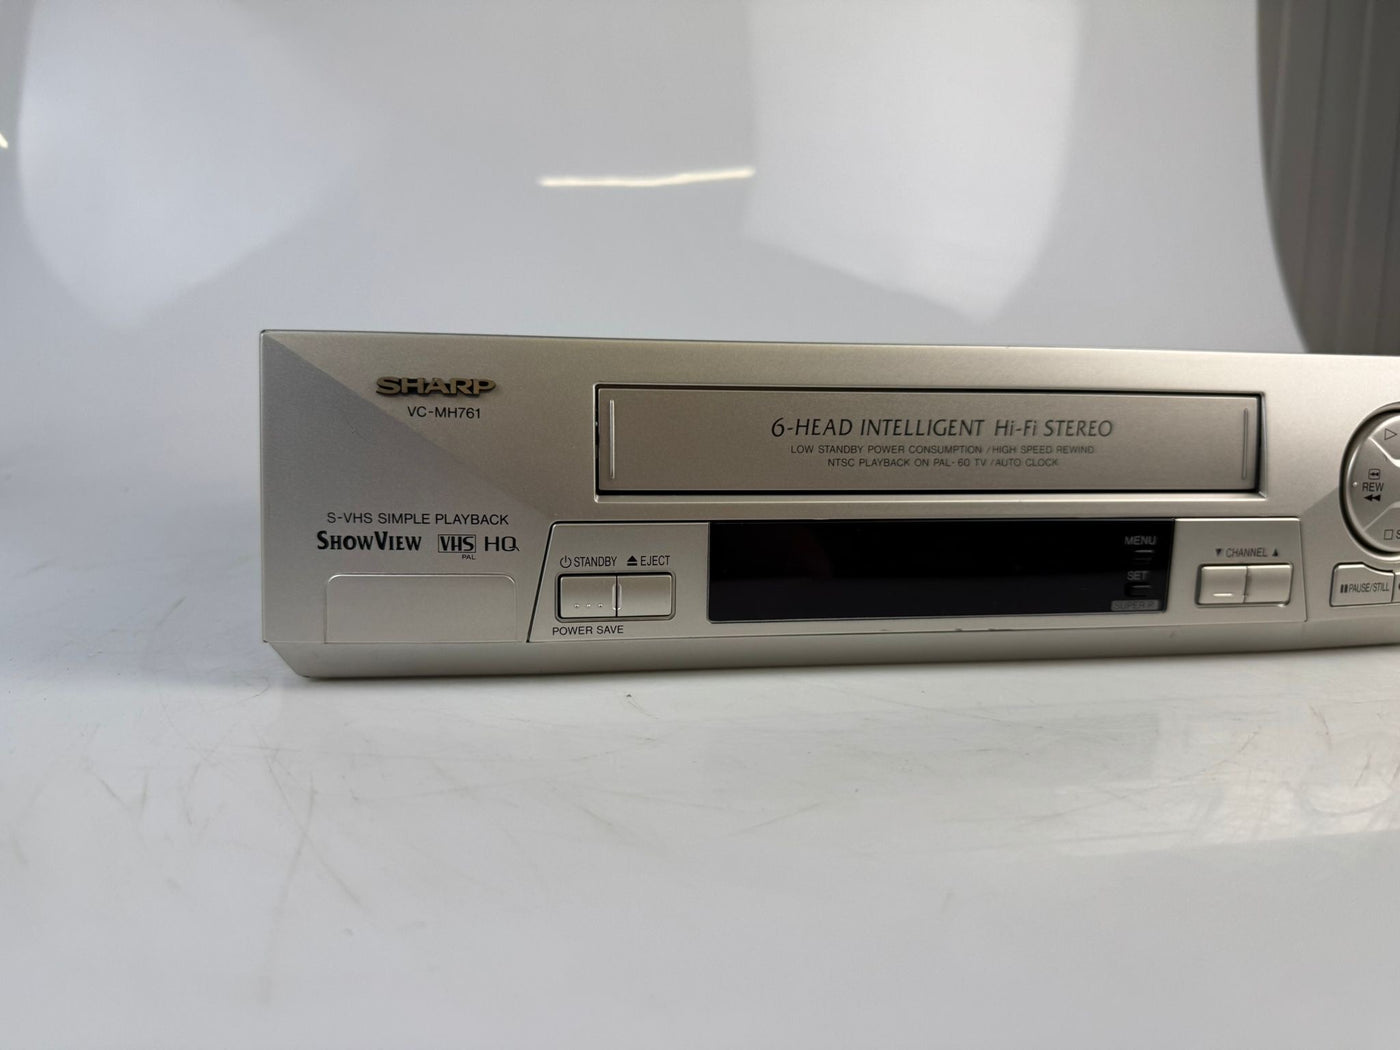 SHARP
VC-MH761
6-HEAD INTELLIGENT Hi-Fi STEREO
LOW STANDBY POWER CONSUMPTION / HIGH SPEED REWIND
NTSC PLAYBACK ON PAL-60 TV / AUTO CLOCK
S-VHS SIMPLE PLAYBACK
SHOWVIEW VHS HQ
PAL
STANDBY EJECT
POWER SAVE
MENU
SET
SUPER P
CHANNEL
REW
PAUSE/STILL